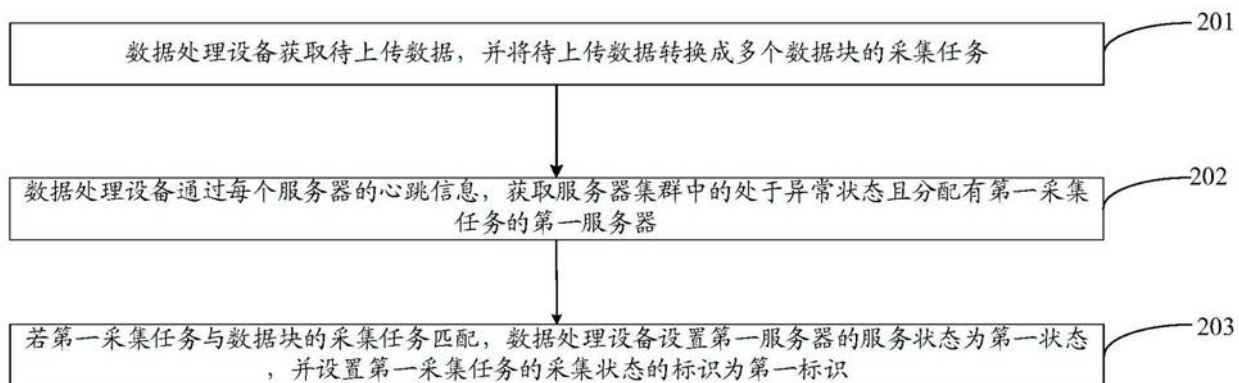 201
数据处理设备获取待上传数据，并将待上传数据转换成多个数据块的采集任务
202
数据处理设备通过每个服务器的心跳信息，获取服务器集群中的处于异常状态且分配有第一采集
任务的第一服务器
203
若第一采集任务与数据块的采集任务匹配，数据处理设备设置第一服务器的服务状态为第一状态
，并设置第一采集任务的采集状态的标识为第一标识